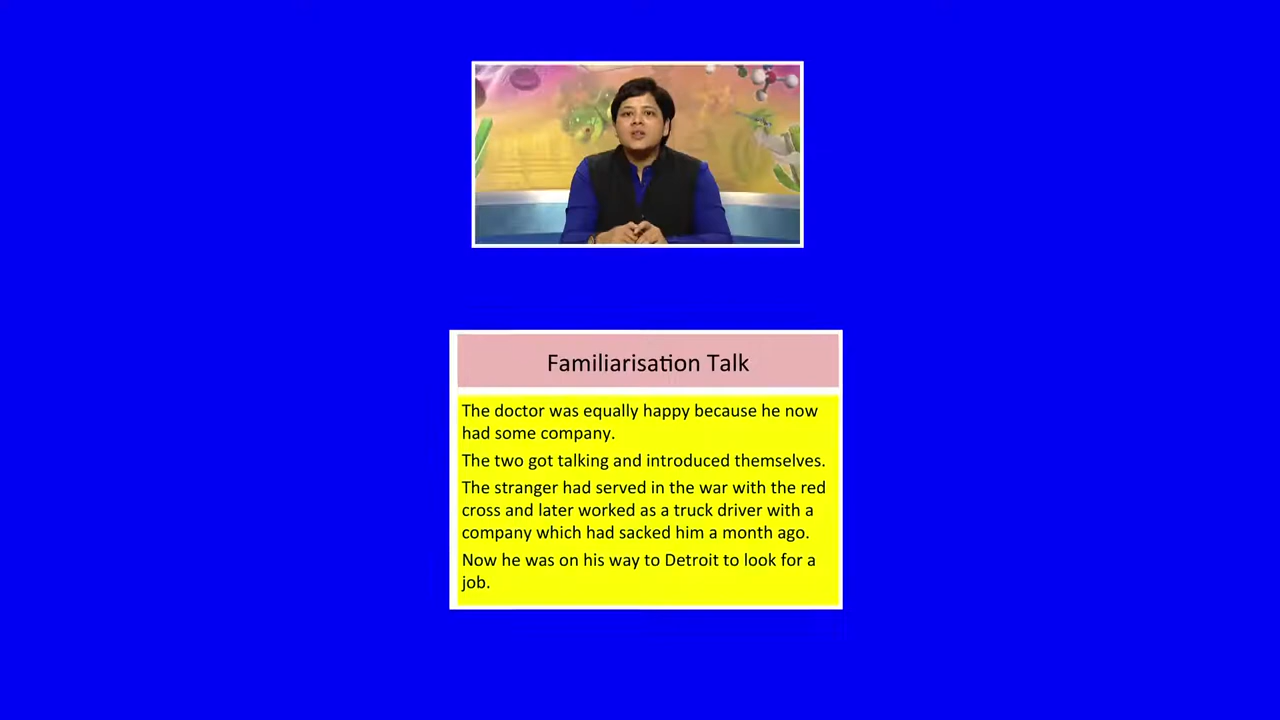 Familiarisation Talk
The doctor was equally happy because he now
had some company.
The two got talking and introduced themselves.
The stranger had served in the war with the red
cross and later worked as a truck driver with a
company which had sacked him a month ago.
Now he was on his way to Detroit to look for a
job.